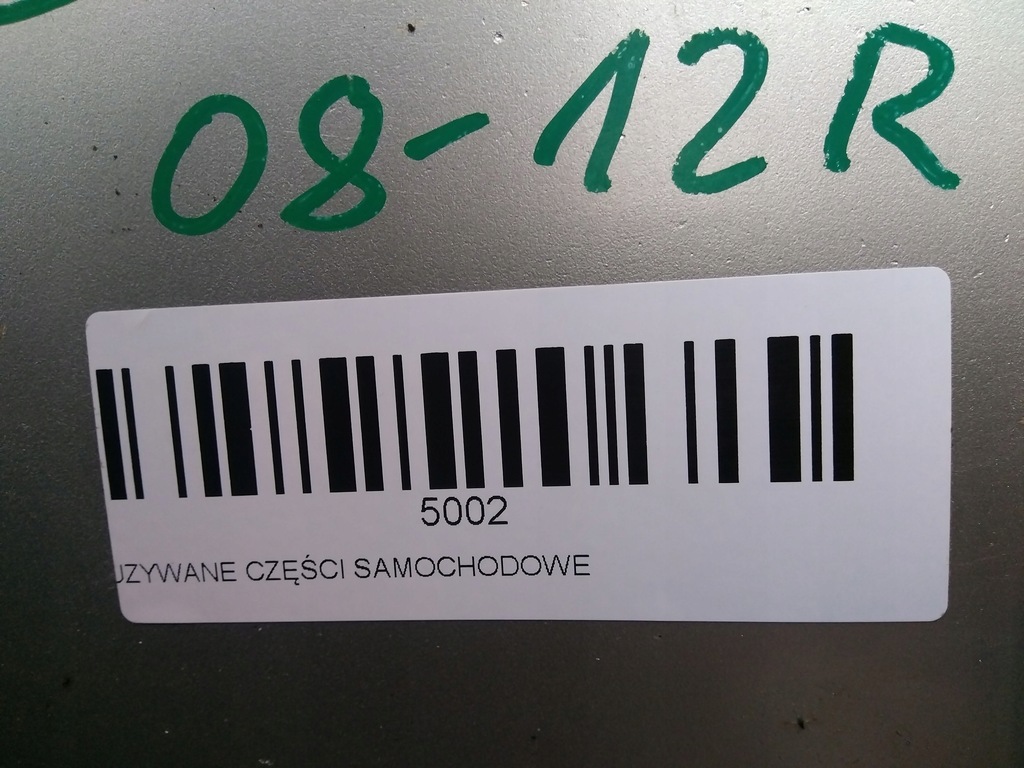 08-12R
5002
UZYWANE CZĘŚCI SAMOCHODOWE